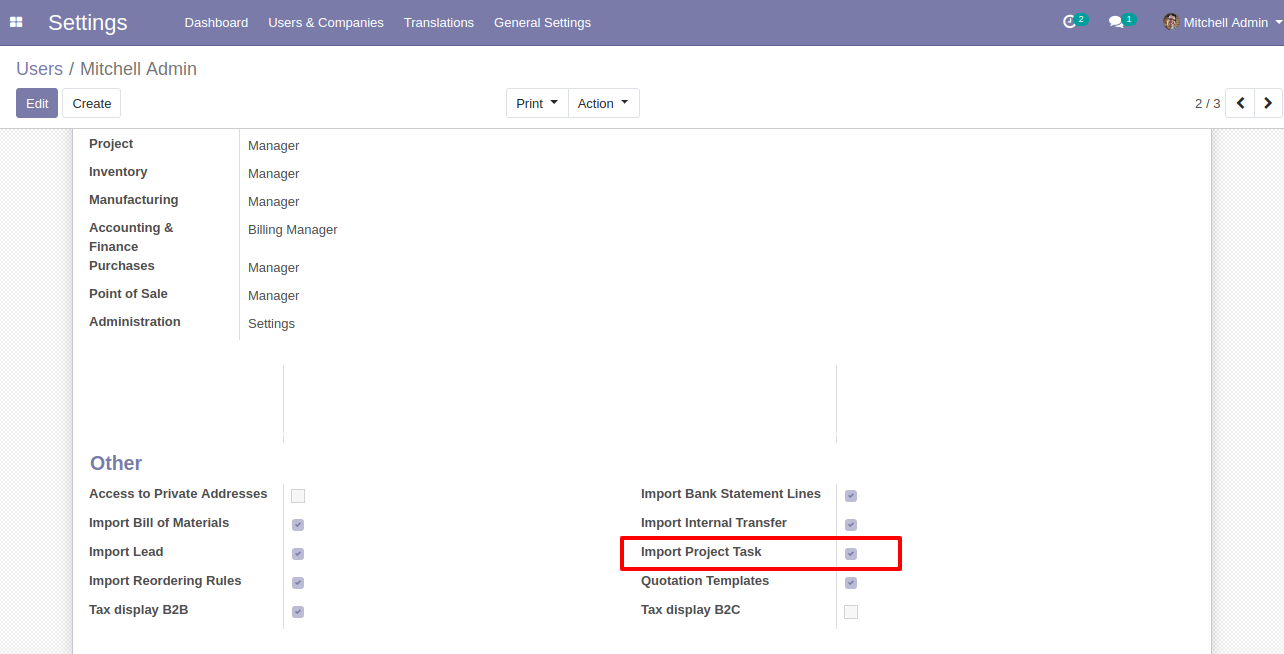 Settings Dashboard Users & Companies Translations General Settings 2 1 Mitchell Admin
Users / Mitchell Admin
Edit Create Print Action 2 / 3
Project Manager
Inventory Manager
Manufacturing Manager
Accounting & Billing Manager
Finance
Purchases Manager
Point of Sale Manager
Administration Settings
Other
Access to Private Addresses Import Bank Statement Lines
Import Bill of Materials Import Internal Transfer
Import Lead Import Project Task
Import Reordering Rules Quotation Templates
Tax display B2B Tax display B2C